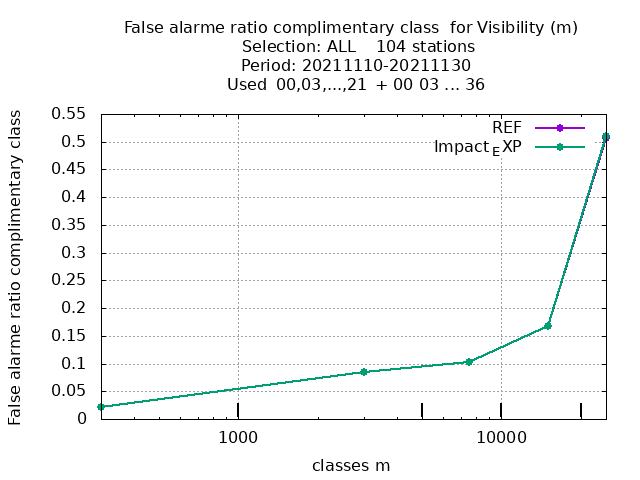 False alarme ratio complimentary class  for Visibility (m)
Selection: ALL    104 stations
Period: 20211110-20211130
Used  00,03,...,21  + 00 03 ... 36
REF
Impact_EXP
False alarme ratio complimentary class
0.55
0.5
0.45
0.4
0.35
0.3
0.25
0.2
0.15
0.1
0.05
0
1000
10000
classes m